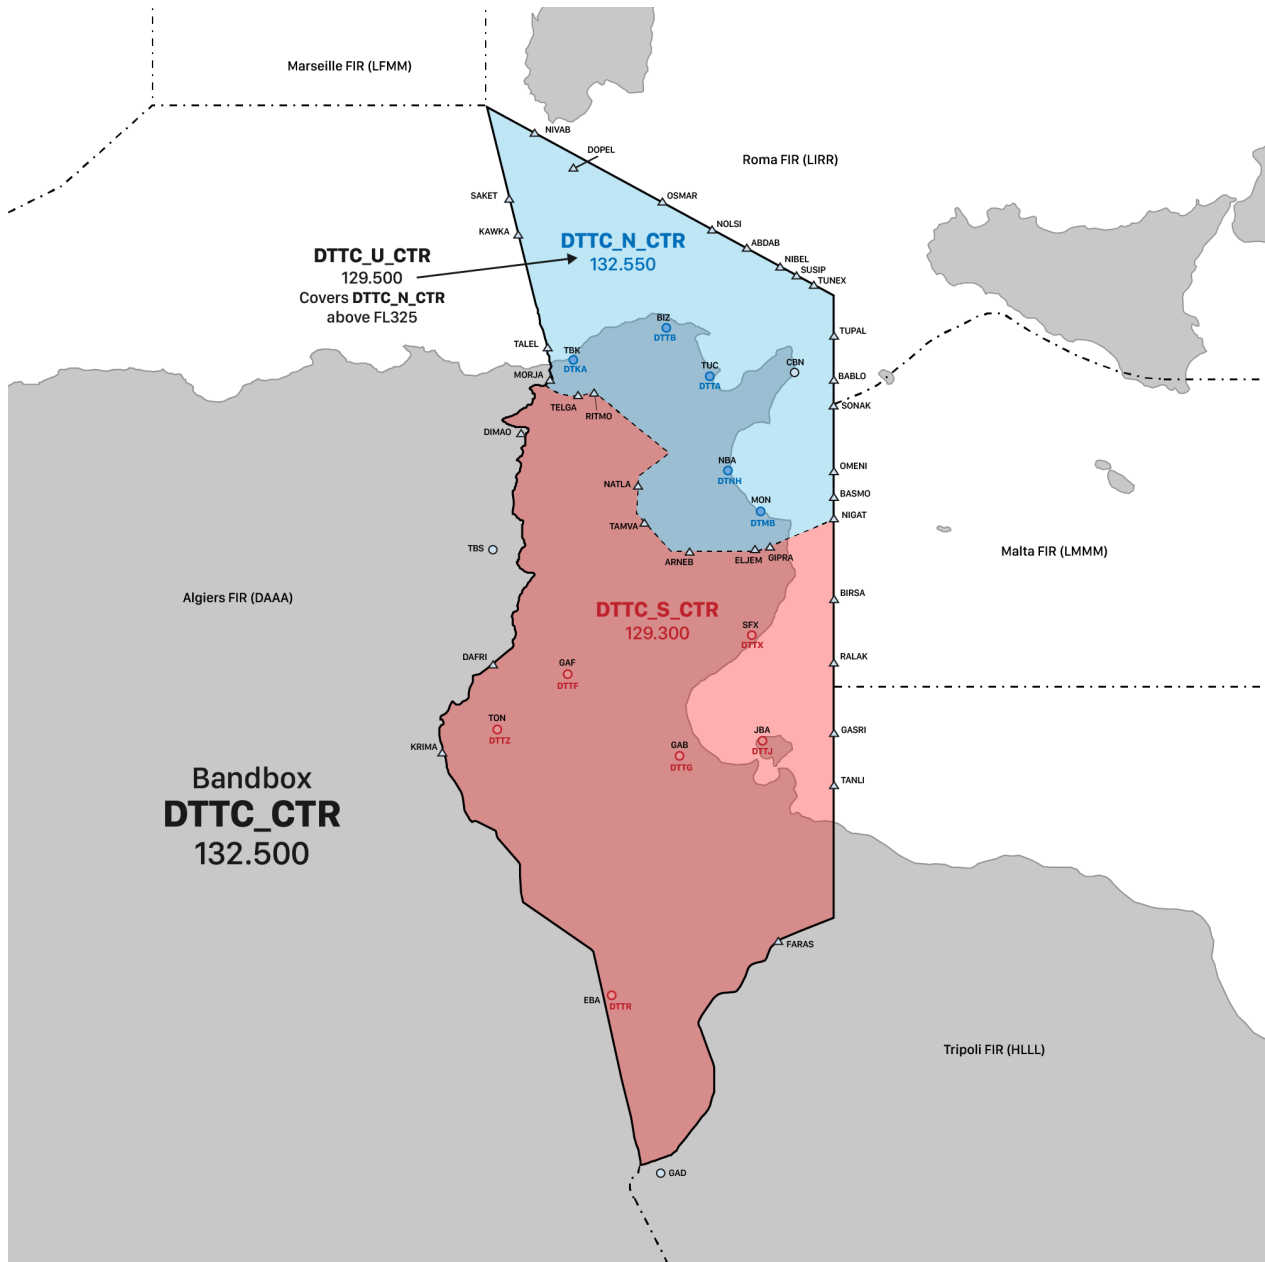 Marseille FIR (LFMM)
NIVAB
DOPEL
Roma FIR (LIRR)
SAKET
OSMAR
KAWKA
NOLSI
DTTC_N_CTR
132.550
ABDAB
NIBEL
SUSIP
TUNEX
DTTC_U_CTR
129.500
Covers DTTC_N_CTR
above FL325
BIZ
DTTB
TUPAL
TALEL
TBK
DTKA
TUC
DTTA
CBN
MORJA
BABLO
TELGA
RITMO
SONAK
DIMAO
NBA
DTNH
OMENI
NATLA
MON
DTMB
BASMO
TAMVA
NIGAT
TBS
ARNEB
ELJEM
GIPRA
Malta FIR (LMMM)
Algiers FIR (DAAA)
BIRSA
DTTC_S_CTR
129.300
SFX
DTTX
DAFRI
GAF
DTTF
RALAK
TON
DTTZ
KRIMA
GAB
DTTG
JBA
DTTJ
GASRI
TANLI
Bandbox
DTTC_CTR
132.500
FARAS
EBA
DTTR
Tripoli FIR (HLLL)
GAD